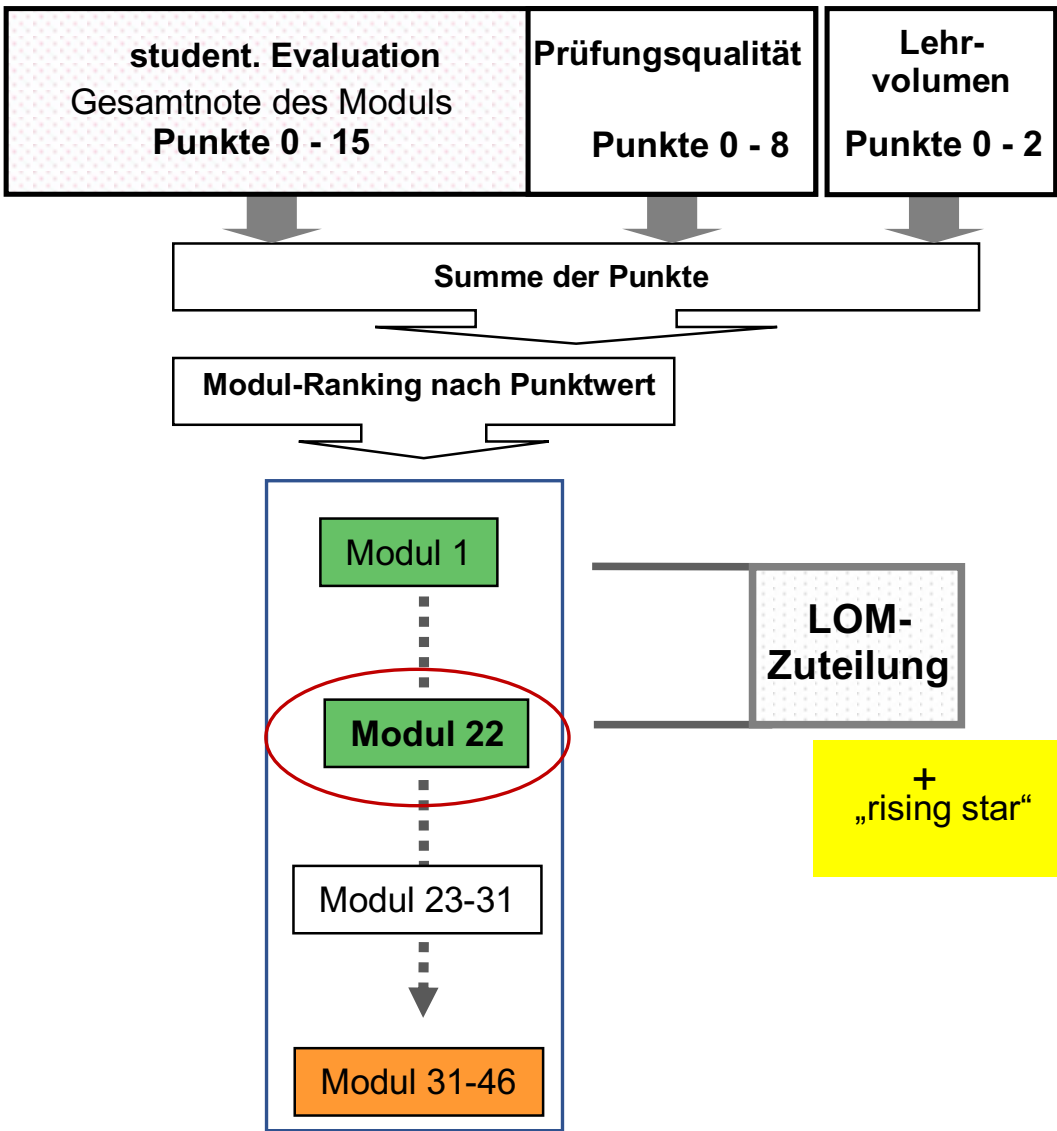 student. Evaluation
Gesamtnote des Moduls
Punkte 0 - 15
Prüfungsqualität
Punkte 0 - 8
Lehr-
volumen
Punkte 0 - 2
Summe der Punkte
Modul-Ranking nach Punktwert
Modul 1
LOM-
Zuteilung
Modul 22
+
„rising star“
Modul 23-31
Modul 31-46